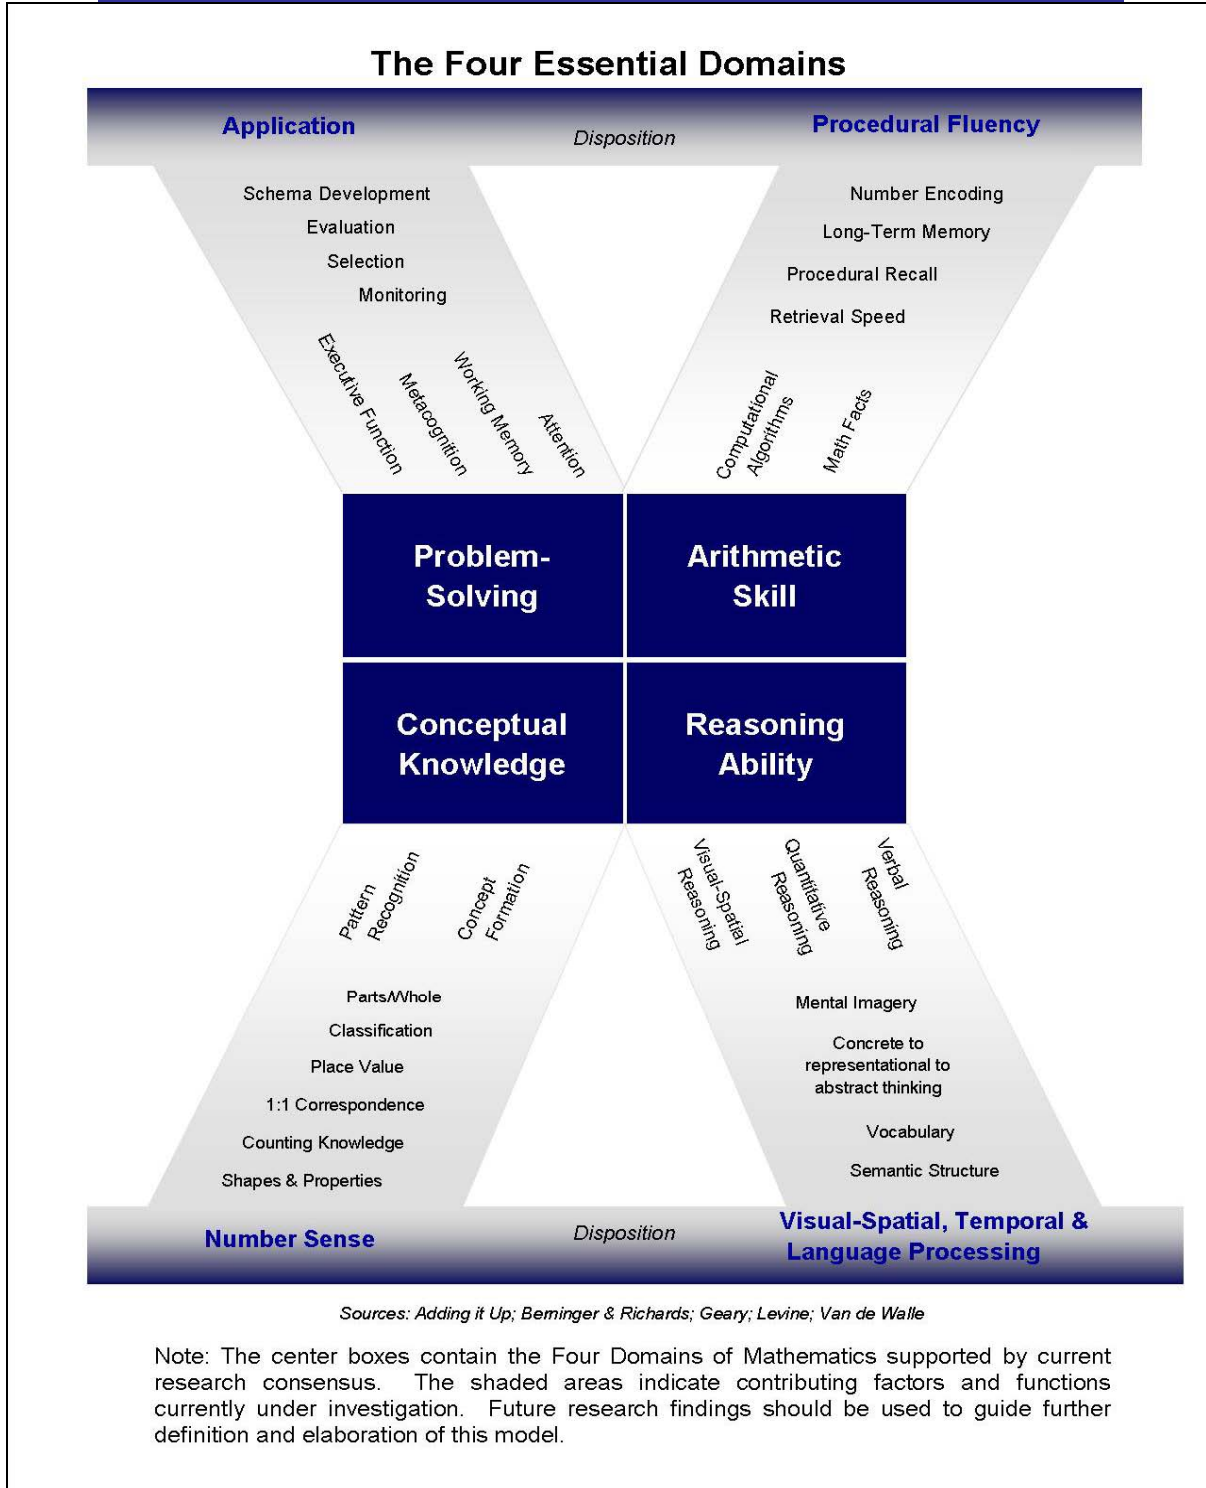 The Four Essential Domains
Application
Disposition
Procedural Fluency
Schema Development
Evaluation
Selection
Monitoring
Executive Function
Metacognition
Working Memory
Attention
Number Encoding
Long-Term Memory
Procedural Recall
Retrieval Speed
Computational
Algorithms
Math Facts
Problem-
Solving
Arithmetic
Skill
Conceptual
Knowledge
Reasoning
Ability
Pattern
Recognition
Concept
Formation
Parts/Whole
Classification
Place Value
1:1 Correspondence
Counting Knowledge
Shapes & Properties
Visual-Spatial
Reasoning
Quantitative
Reasoning
Verbal
Reasoning
Mental Imagery
Concrete to
representational to
abstract thinking
Vocabulary
Semantic Structure
Number Sense
Disposition
Visual-Spatial, Temporal &
Language Processing
Sources: Adding it Up; Berninger & Richards; Geary; Levine; Van de Walle
Note: The center boxes contain the Four Domains of Mathematics supported by current
research consensus. The shaded areas indicate contributing factors and functions
currently under investigation. Future research findings should be used to guide further
definition and elaboration of this model.